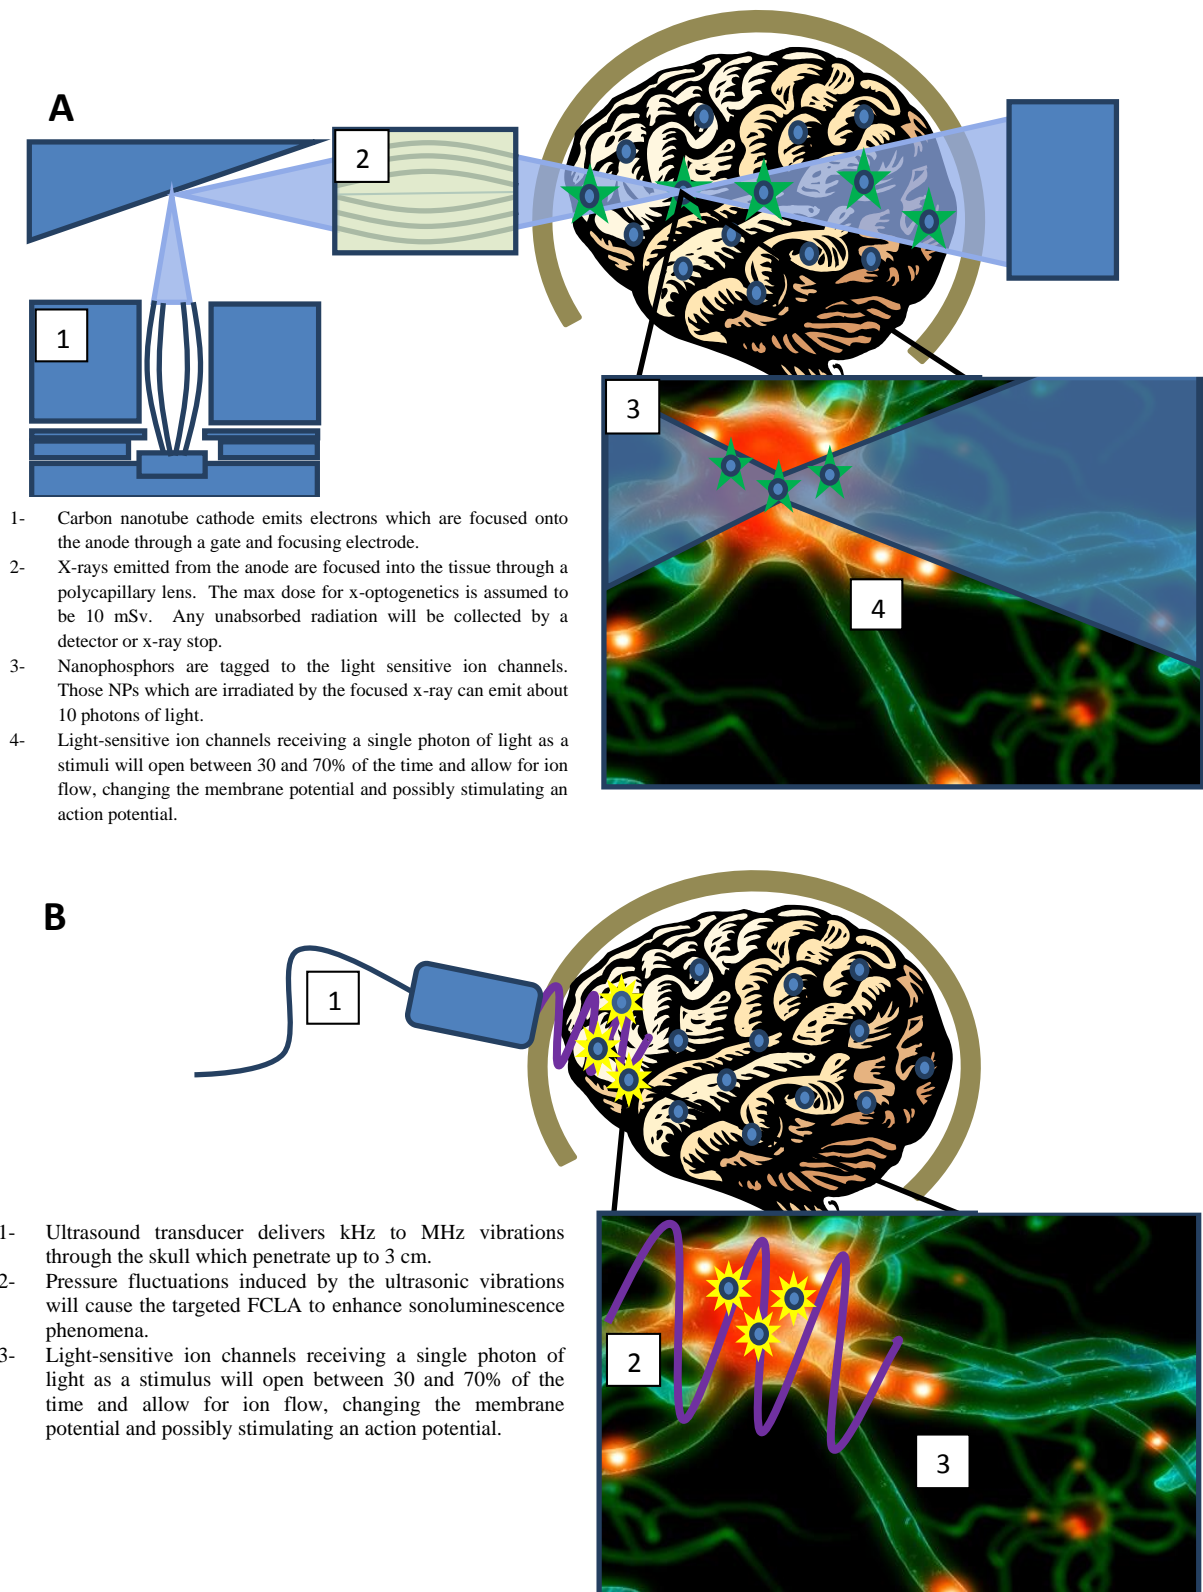 A
2
1
3
4
1- Carbon nanotube cathode emits electrons which are focused onto
the anode through a gate and focusing electrode.
2- X-rays emitted from the anode are focused into the tissue through a
polycapillary lens. The max dose for x-optogenetics is assumed to
be 10 mSv. Any unabsorbed radiation will be collected by a
detector or x-ray stop.
3- Nanophosphors are tagged to the light sensitive ion channels.
Those NPs which are irradiated by the focused x-ray can emit about
10 photons of light.
4- Light-sensitive ion channels receiving a single photon of light as a
stimuli will open between 30 and 70% of the time and allow for ion
flow, changing the membrane potential and possibly stimulating an
action potential.
B
1
1- Ultrasound transducer delivers kHz to MHz vibrations
through the skull which penetrate up to 3 cm.
2- Pressure fluctuations induced by the ultrasonic vibrations
will cause the targeted FCLA to enhance sonoluminescence
phenomena.
3- Light-sensitive ion channels receiving a single photon of
light as a stimulus will open between 30 and 70% of the
time and allow for ion flow, changing the membrane
potential and possibly stimulating an action potential.
2
3